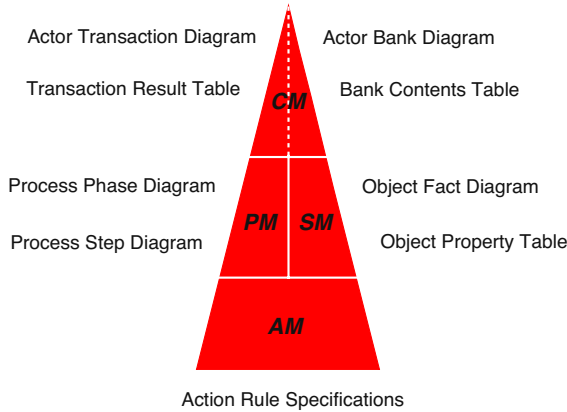 Actor Transaction Diagram
Actor Bank Diagram
Transaction Result Table
Bank Contents Table
CM
Process Phase Diagram
Object Fact Diagram
PM
SM
Process Step Diagram
Object Property Table
AM
Action Rule Specifications